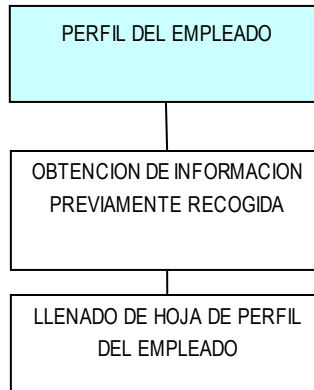 PERFIL DEL EMPLEADO
OBTENCION DE INFORMACION
PREVIAMENTE RECOGIDA
LLENADO DE HOJA DE PERFIL
DEL EMPLEADO